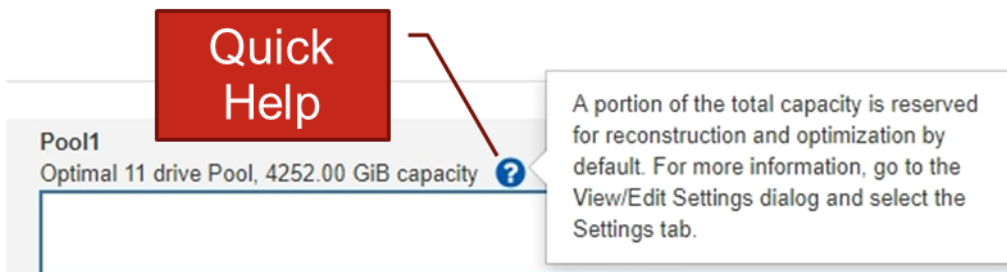 Quick
Help
Pool1
Optimal 11 drive Pool, 4252.00 GiB capacity ?
A portion of the total capacity is reserved
for reconstruction and optimization by
default. For more information, go to the
View/Edit Settings dialog and select the
Settings tab.